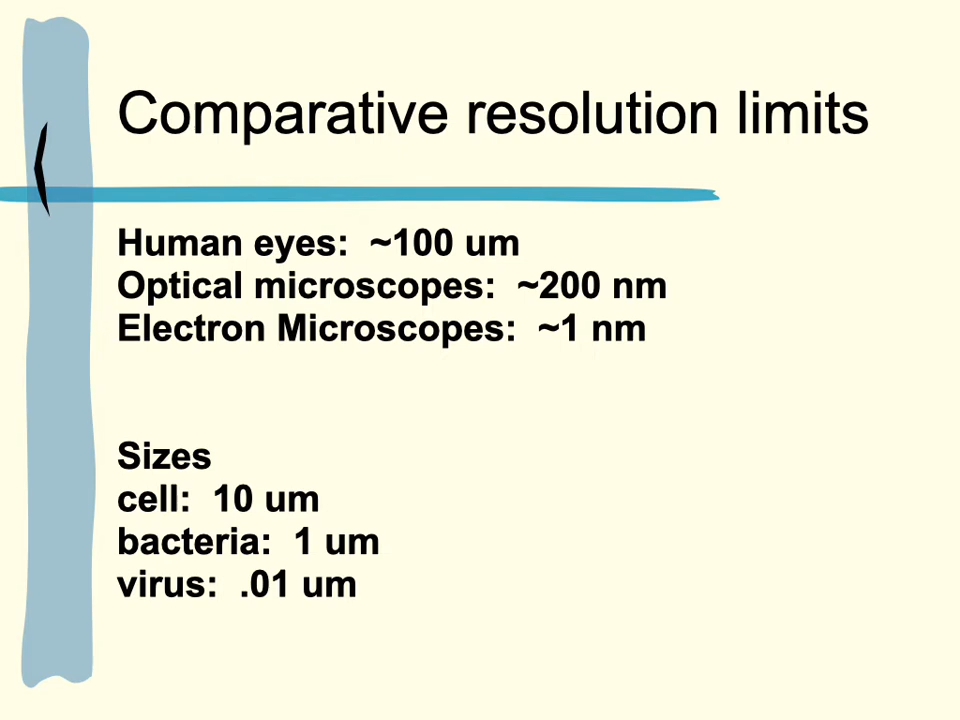 Comparative resolution limits
Human eyes:  ~100 um
Optical microscopes:  ~200 nm
Electron Microscopes:  ~1 nm
Sizes
cell:  10 um
bacteria:  1 um
virus:  .01 um